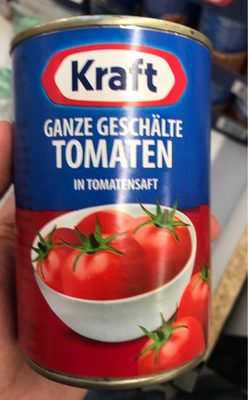 Kraft
GANZE GESCHÄLTE
TOMATEN
IN TOMATENSAFT